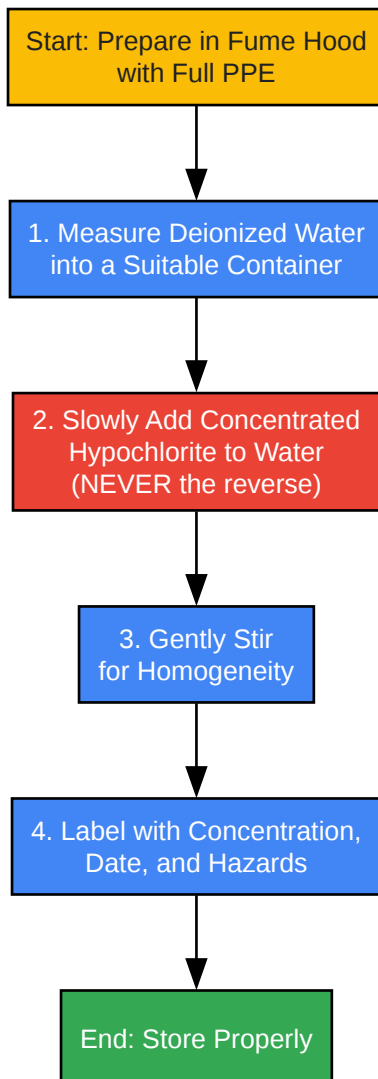 Start: Prepare in Fume Hood
with Full PPE
1. Measure Deionized Water
into a Suitable Container
2. Slowly Add Concentrated
Hypochlorite to Water
(NEVER the reverse)
3. Gently Stir
for Homogeneity
4. Label with Concentration,
Date, and Hazards
End: Store Properly